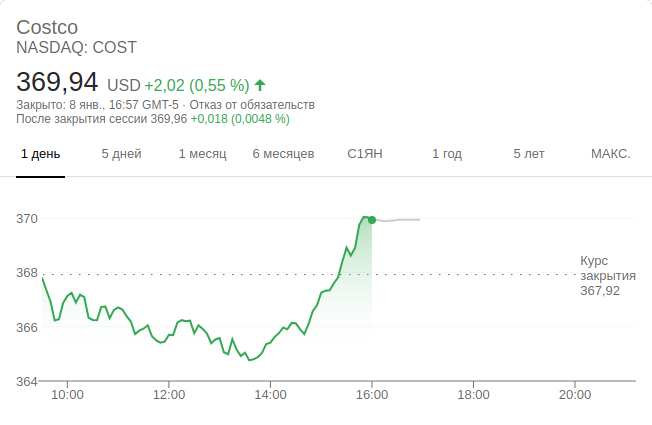 Costco
NASDAQ: COST
369,94 USD +2,02 (0,55 %)
Закрыто: 8 янв., 16:57 GMT-5 · Отказ от обязательств
После закрытия сессии 369,96 +0,018 (0,0048 %)
1 день 5 дней 1 месяц 6 месяцев С1ЯН 1 год 5 лет МАКС.
370
368
366
364
Курс
закрытия
367,92
10:00 12:00 14:00 16:00 18:00 20:00